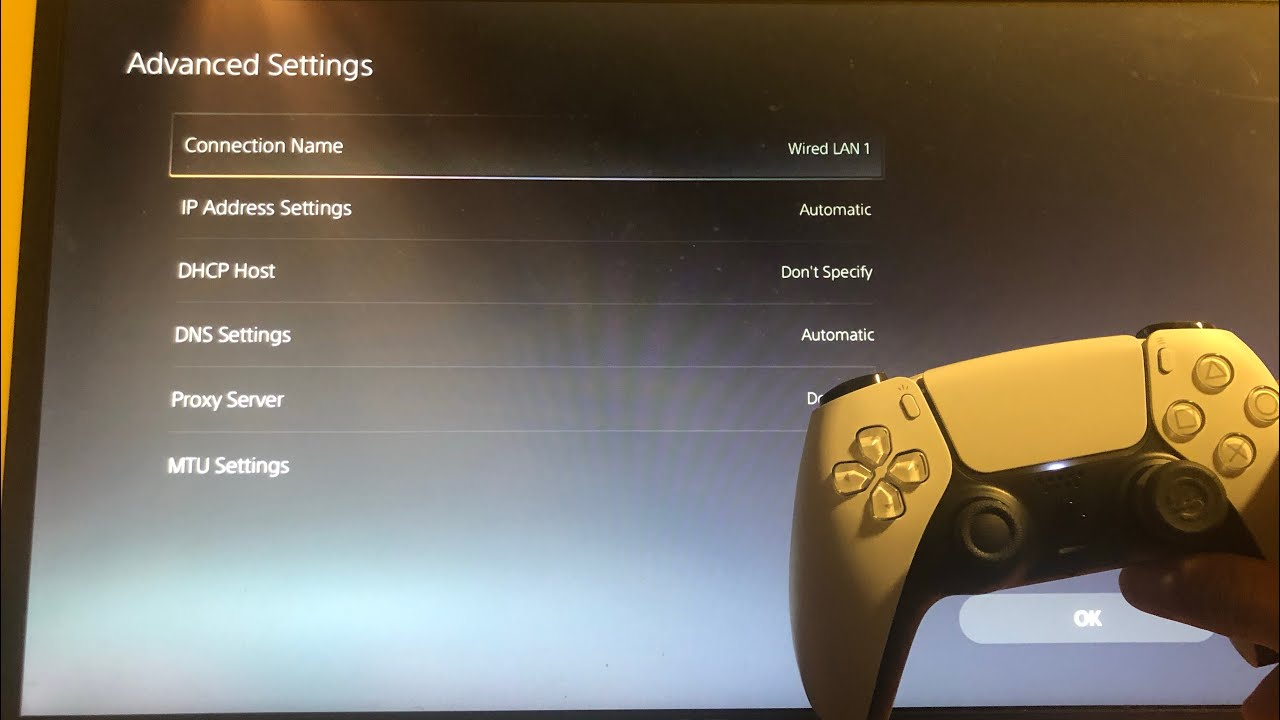 Advanced Settings
Connection Name Wired LAN 1
IP Address Settings Automatic
DHCP Host Don't Specify
DNS Settings Automatic
Proxy Server
MTU Settings
OK